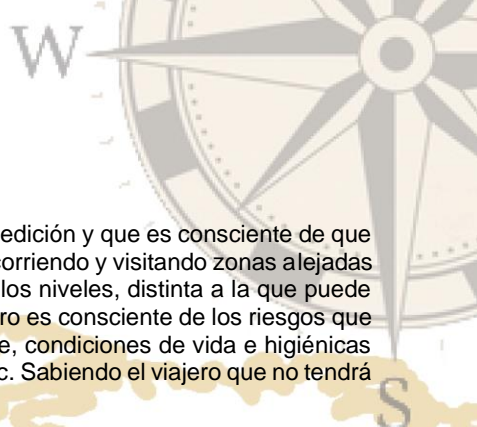 W
edición y que es consciente de que
corriendo y visitando zonas alejadas
los niveles, distinta a la que puede
ro es consciente de los riesgos que
e, condiciones de vida e higiénicas
c. Sabiendo el viajero que no tendrá
S